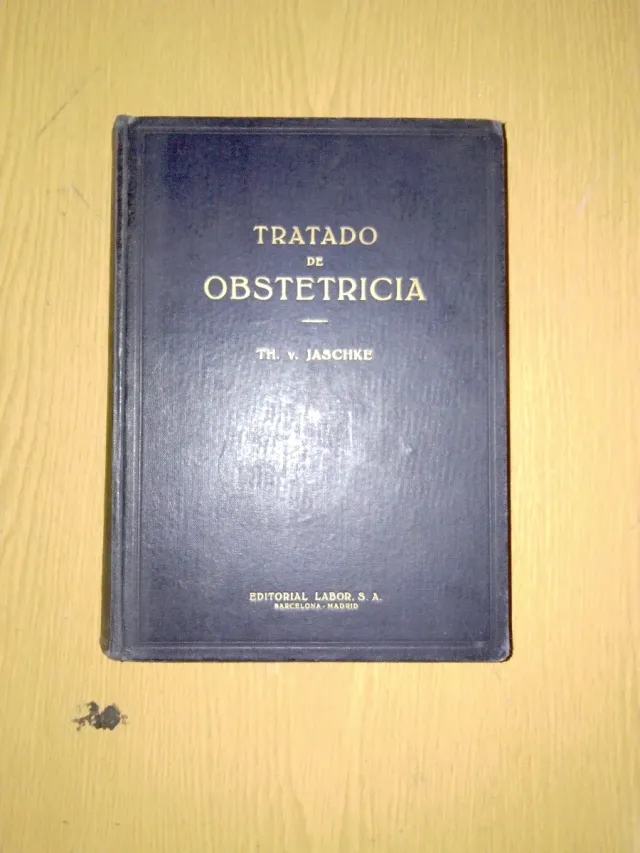 TRATADO
DE
OBSTETRICIA
TH. v. JASCHKE
EDITORIAL LABOR, S. A.
BARCELONA - MADRID